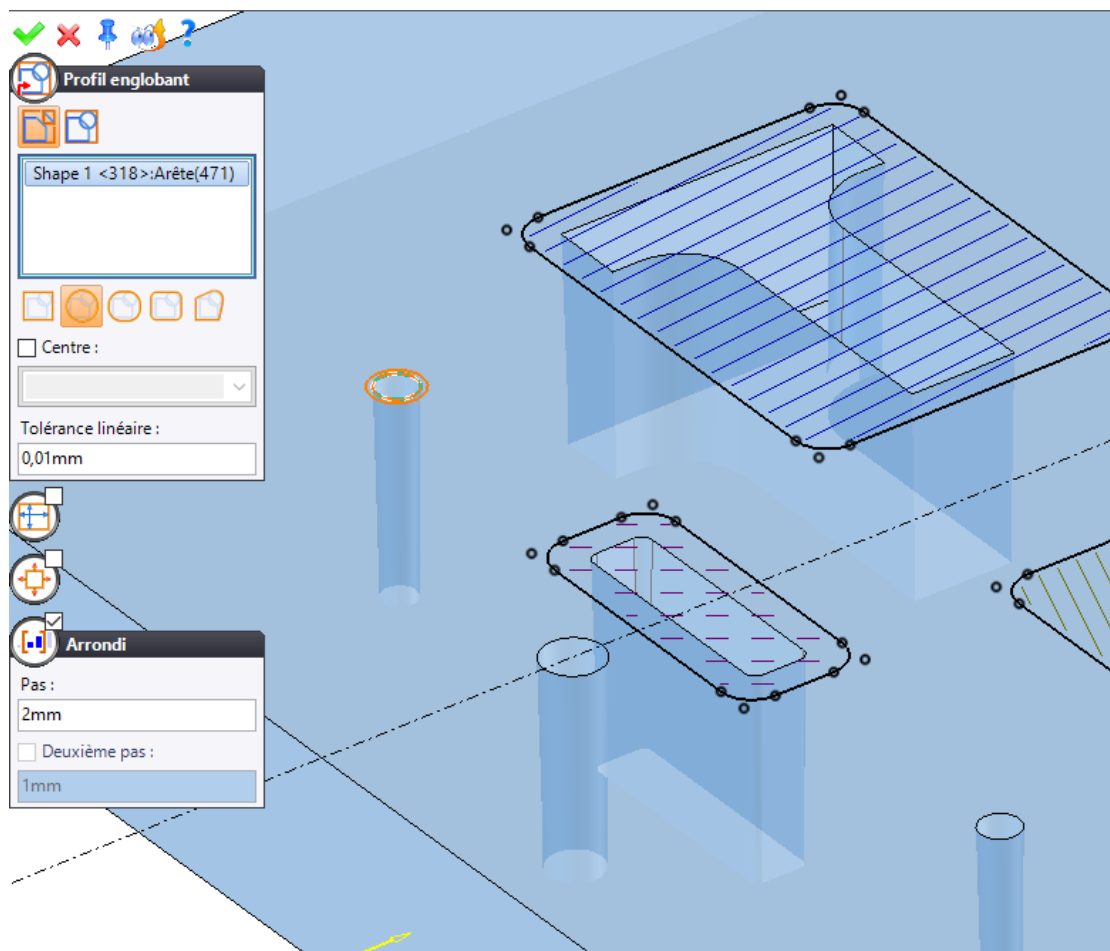 ?
Profil englobant
Shape 1 <318>:Arête(471)
Centre :
Tolérance linéaire :
0,01mm
Arrondi
Pas :
2mm
Deuxième pas :
1mm